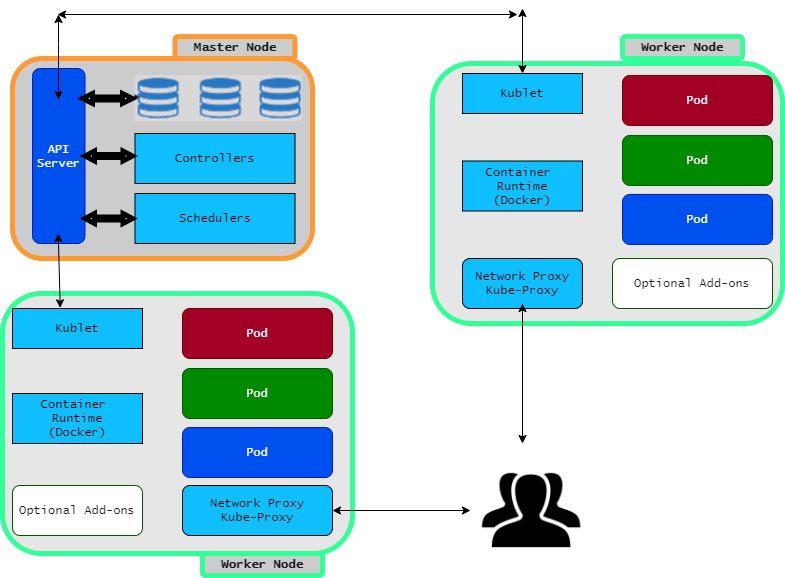 Master Node
API
Server
Controllers
Schedulers
Worker Node
Kublet
Pod
Container
Runtime
(Docker)
Pod
Pod
Network Proxy
Kube-Proxy
Optional Add-ons
Kublet
Pod
Container
Runtime
(Docker)
Pod
Pod
Optional Add-ons
Network Proxy
Kube-Proxy
Worker Node